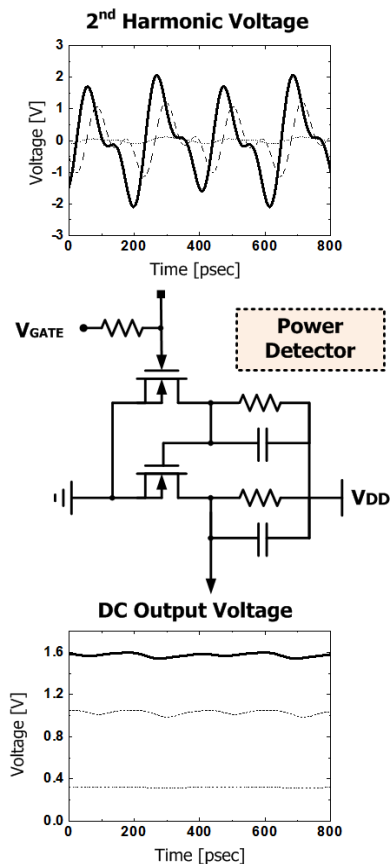 2nd Harmonic Voltage
Voltage [V]
3
2
1
0
-1
-2
-3
0 200 400 600 800
Time [psec]
VGATE
Power
Detector
VDD
DC Output Voltage
Voltage [V]
1.6
1.2
0.8
0.4
0.0
0 200 400 600 800
Time [psec]